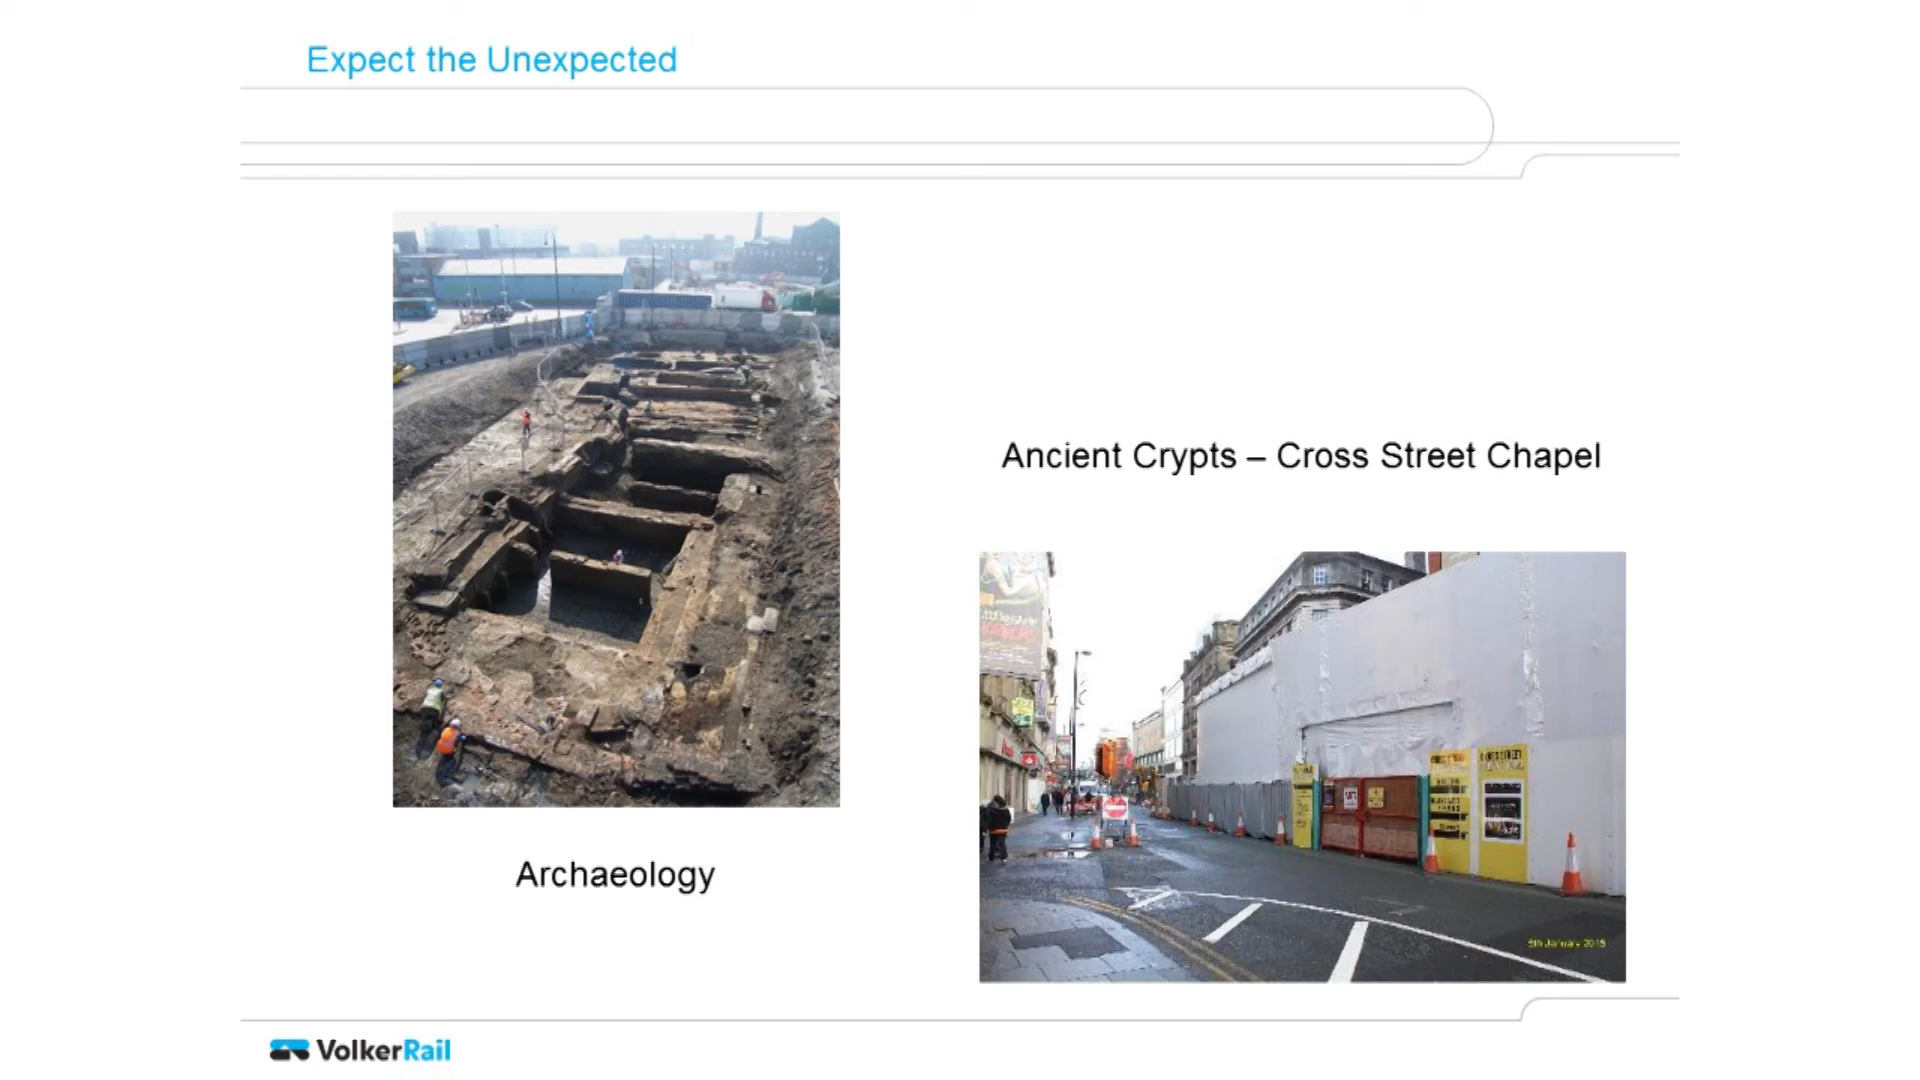 Expect the Unexpected
Ancient Crypts – Cross Street Chapel
Archaeology
VolkerRail